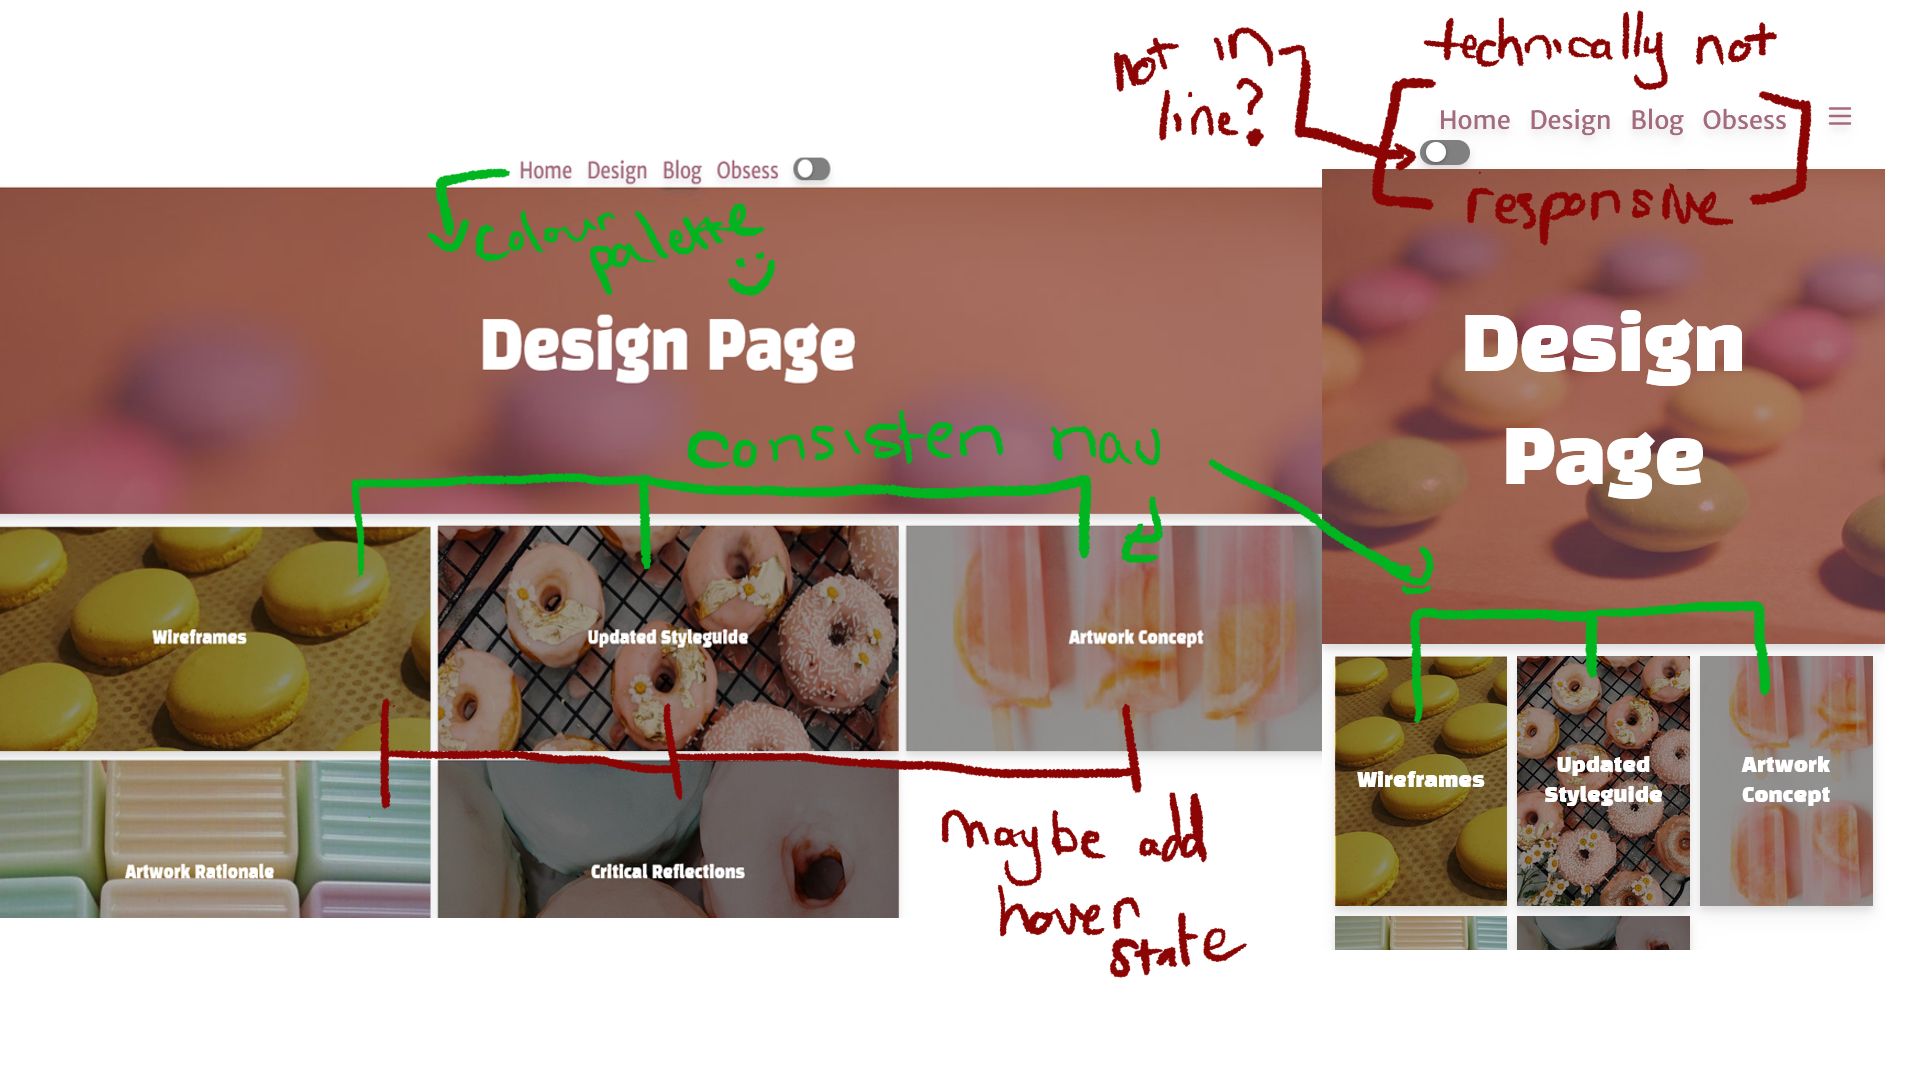 not in
line?
technically not
Home Design Blog Obsess
responsive
Home Design Blog Obsess
colour
palette
Design Page
consisten nav
Wireframes
Updated Styleguide
Artwork Concept
Artwork Rationale
Critical Reflections
maybe add
hover
state
Design
Page
Wireframes
Updated
Styleguide
Artwork
Concept